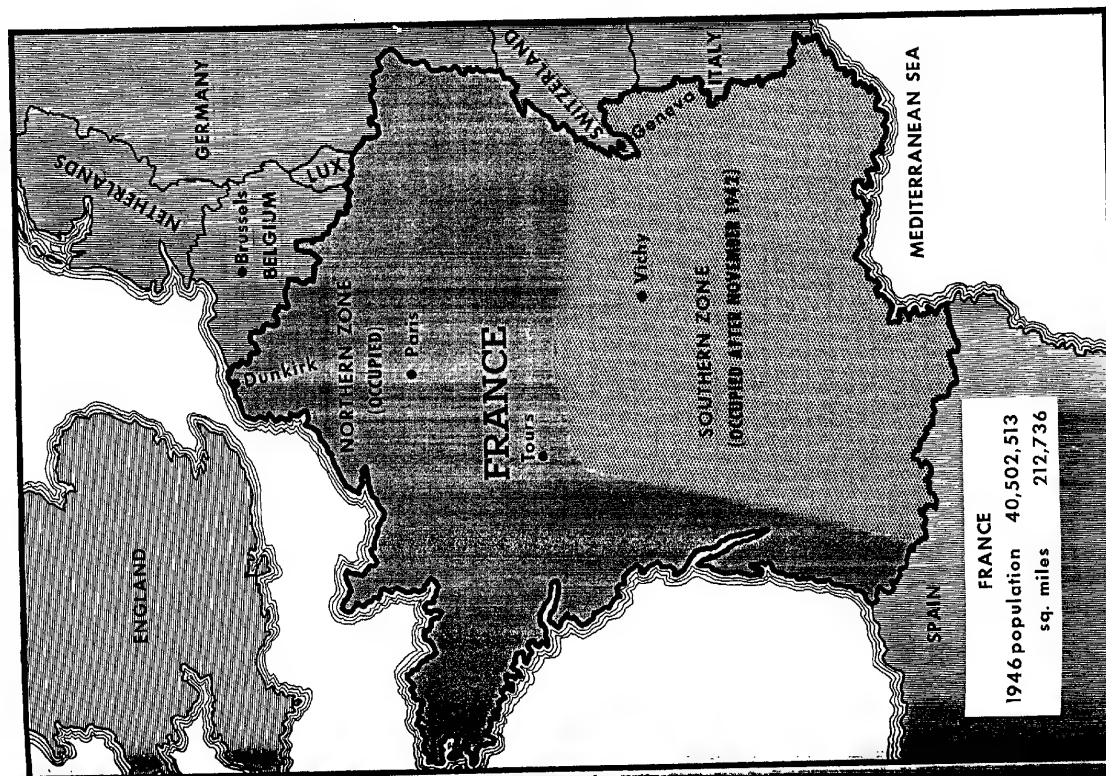 ENGLAND
NETHERLANDS
GERMANY
Brussels
BELGIUM
LUX
Dunkirk
NORTHERN ZONE
(OCCUPIED)
Paris
FRANCE
Tours
SWITZERLAND
Geneva
ITALY
Vichy
SOUTHERN ZONE
(OCCUPIED AFTER NOVEMBER 1942)
MEDITERRANEAN SEA
SPAIN
FRANCE
1946 population 40,502,513
sq. miles 212,736